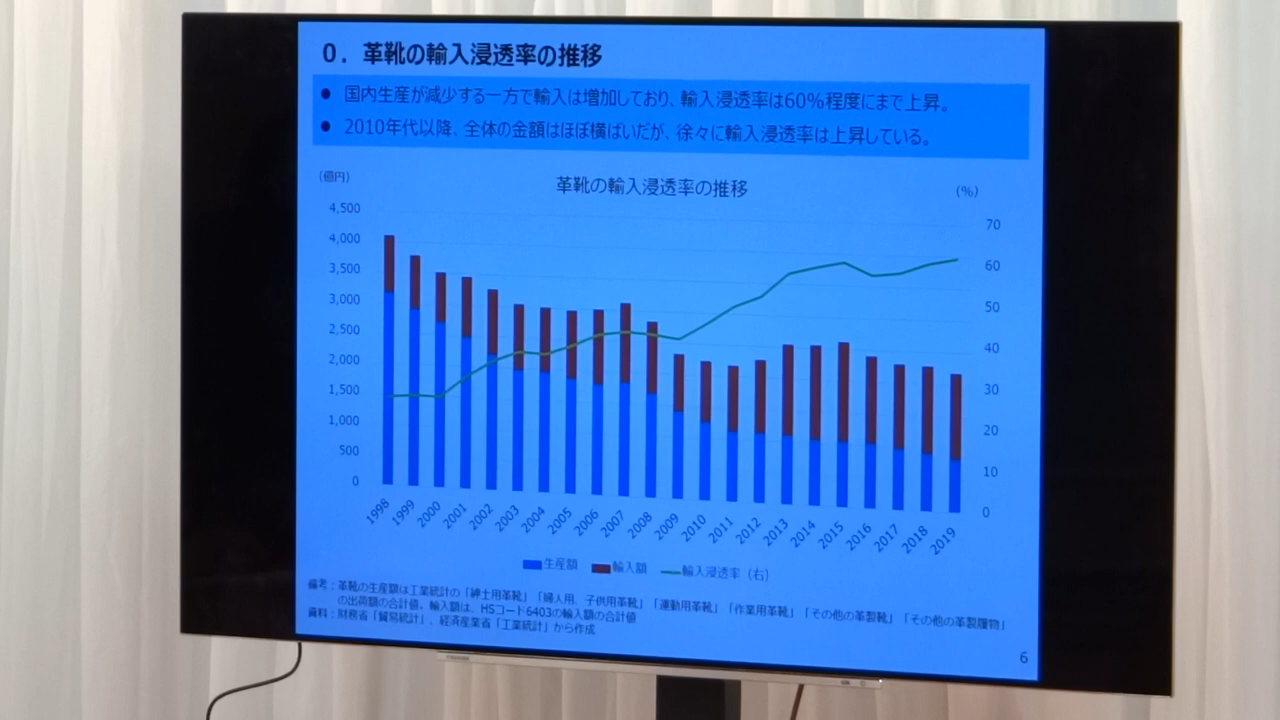 0．革靴の輸入浸透率の推移
● 国内生産が減少する一方で輸入は増加しており、輸入浸透率は60%程度にまで上昇。
● 2010年代以降、全体の金額はほぼ横ばいだが、徐々に輸入浸透率は上昇している。
革靴の輸入浸透率の推移
（億円）
（%）
4,500
4,000
3,500
3,000
2,500
2,000
1,500
1,000
500
0
70
60
50
40
30
20
10
0
1998 1999 2000 2001 2002 2003 2004 2005 2006 2007 2008 2009 2010 2011 2012 2013 2014 2015 2016 2017 2018 2019
生産額 輸入額 輸入浸透率（右）
備考：革靴の生産額は工業統計の「紳士用革靴」「婦人用、子供用革靴」「運動用革靴」「作業用革靴」「その他の革製靴」「その他の革製履物」
の出荷額の合計値。輸入額は、HSコード6403の輸入額の合計値
資料：財務省「貿易統計」、経済産業省「工業統計」から作成
6
TOSHIBA